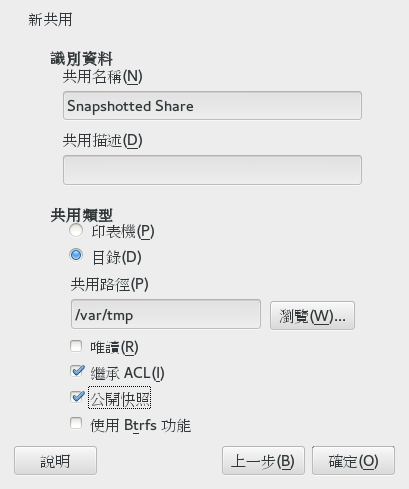 新共用
識別資料
共用名稱(N)
Snapshotted Share
共用描述(D)
共用類型
印表機(P)
目錄(D)
共用路徑(P)
/var/tmp
瀏覽(W)...
唯讀(R)
繼承 ACL(I)
公開快照
使用 Btrfs 功能
說明
上一步(B)
確定(O)